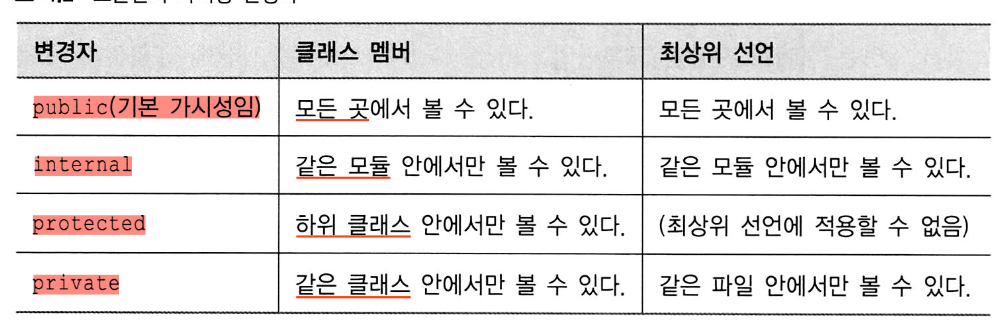 변경자 클래스 멤버 최상위 선언
public(기본 가시성임) 모든 곳에서 볼 수 있다. 모든 곳에서 볼 수 있다.
internal 같은 모듈 안에서만 볼 수 있다. 같은 모듈 안에서만 볼 수 있다.
protected 하위 클래스 안에서만 볼 수 있다. (최상위 선언에 적용할 수 없음)
private 같은 클래스 안에서만 볼 수 있다. 같은 파일 안에서만 볼 수 있다.